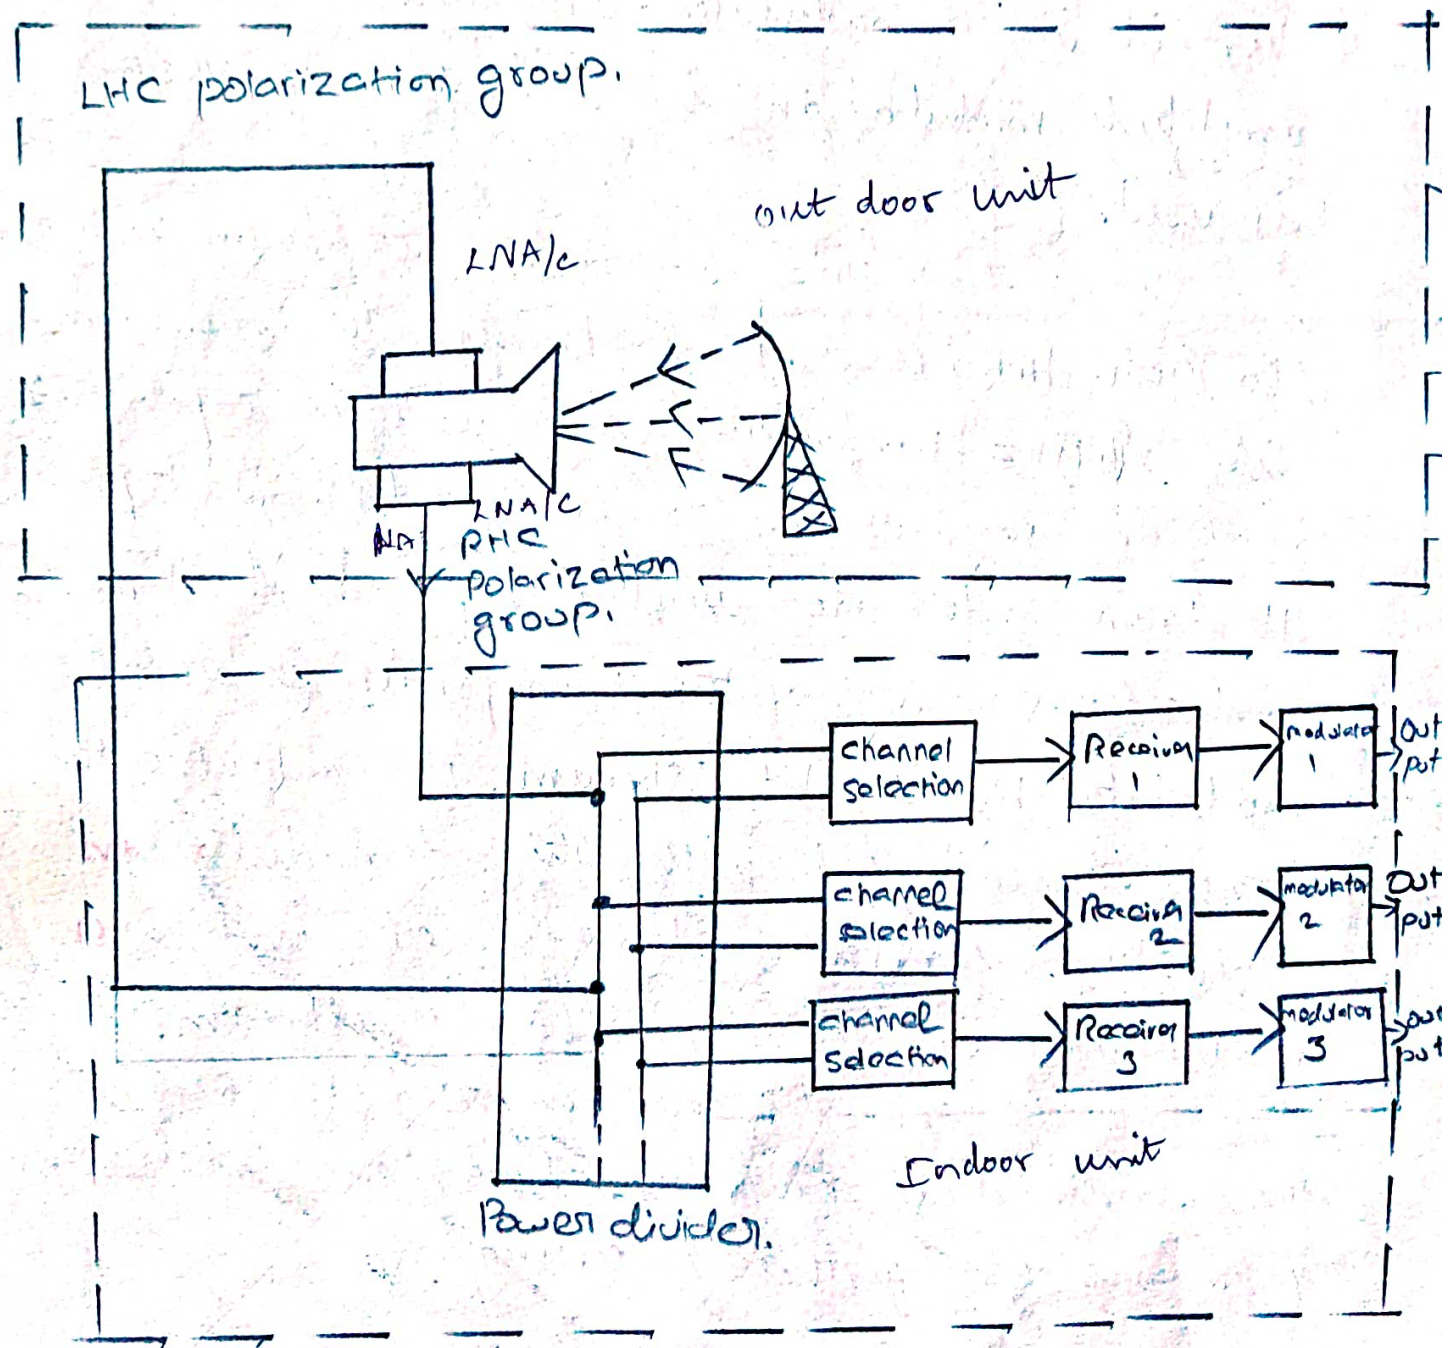 LHC polarization group.
out door unit
LNA/C
LNA/C
NA
RHC
polarization
group.
channel
selection
Receiver
1
modulator
1
Out
put
channel
selection
Receiver
2
modulator
2
Out
put
channel
selection
Receiver
3
modulator
3
out
put
Indoor unit
Power divider.